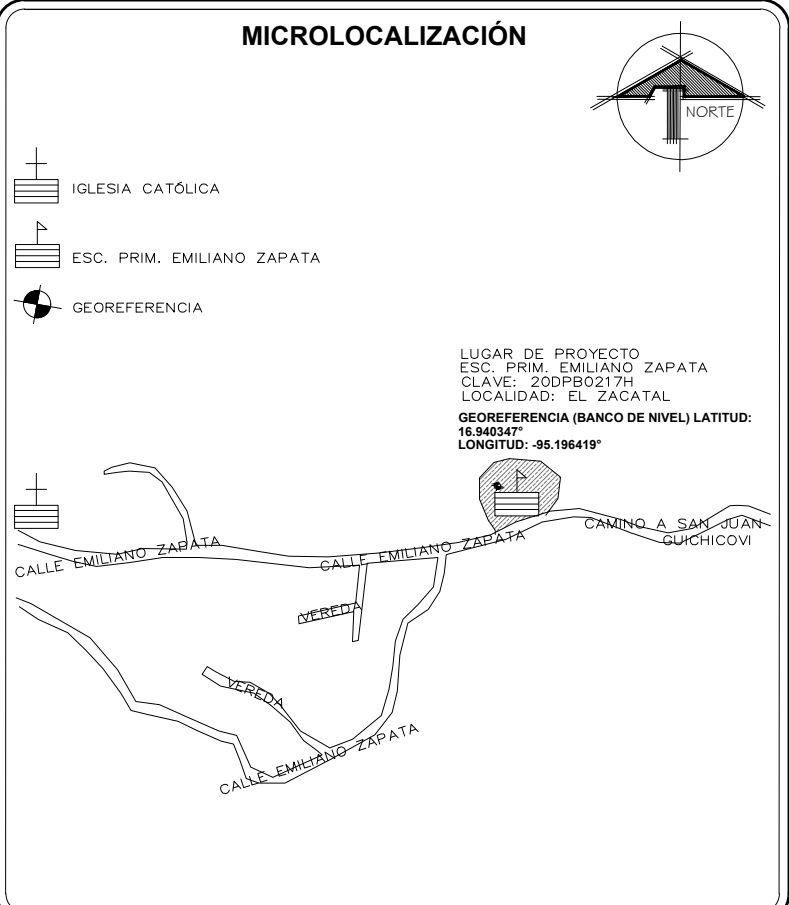 MICROLOCALIZACIÓN
NORTE
IGLESIA CATÓLICA
ESC. PRIM. EMILIANO ZAPATA
GEOREFERENCIA
LUGAR DE PROYECTO
ESC. PRIM. EMILIANO ZAPATA
CLAVE: 20DPB0217H
LOCALIDAD: EL ZACATAL
GEOREFERENCIA (BANCO DE NIVEL) LATITUD:
16.940347°
LONGITUD: -95.196419°
CAMINO A SAN JUAN
GUICHICOVI
CALLE EMILIANO ZAPATA
CALLE EMILIANO ZAPATA
VEREDA
VEREDA
CALLE EMILIANO ZAPATA